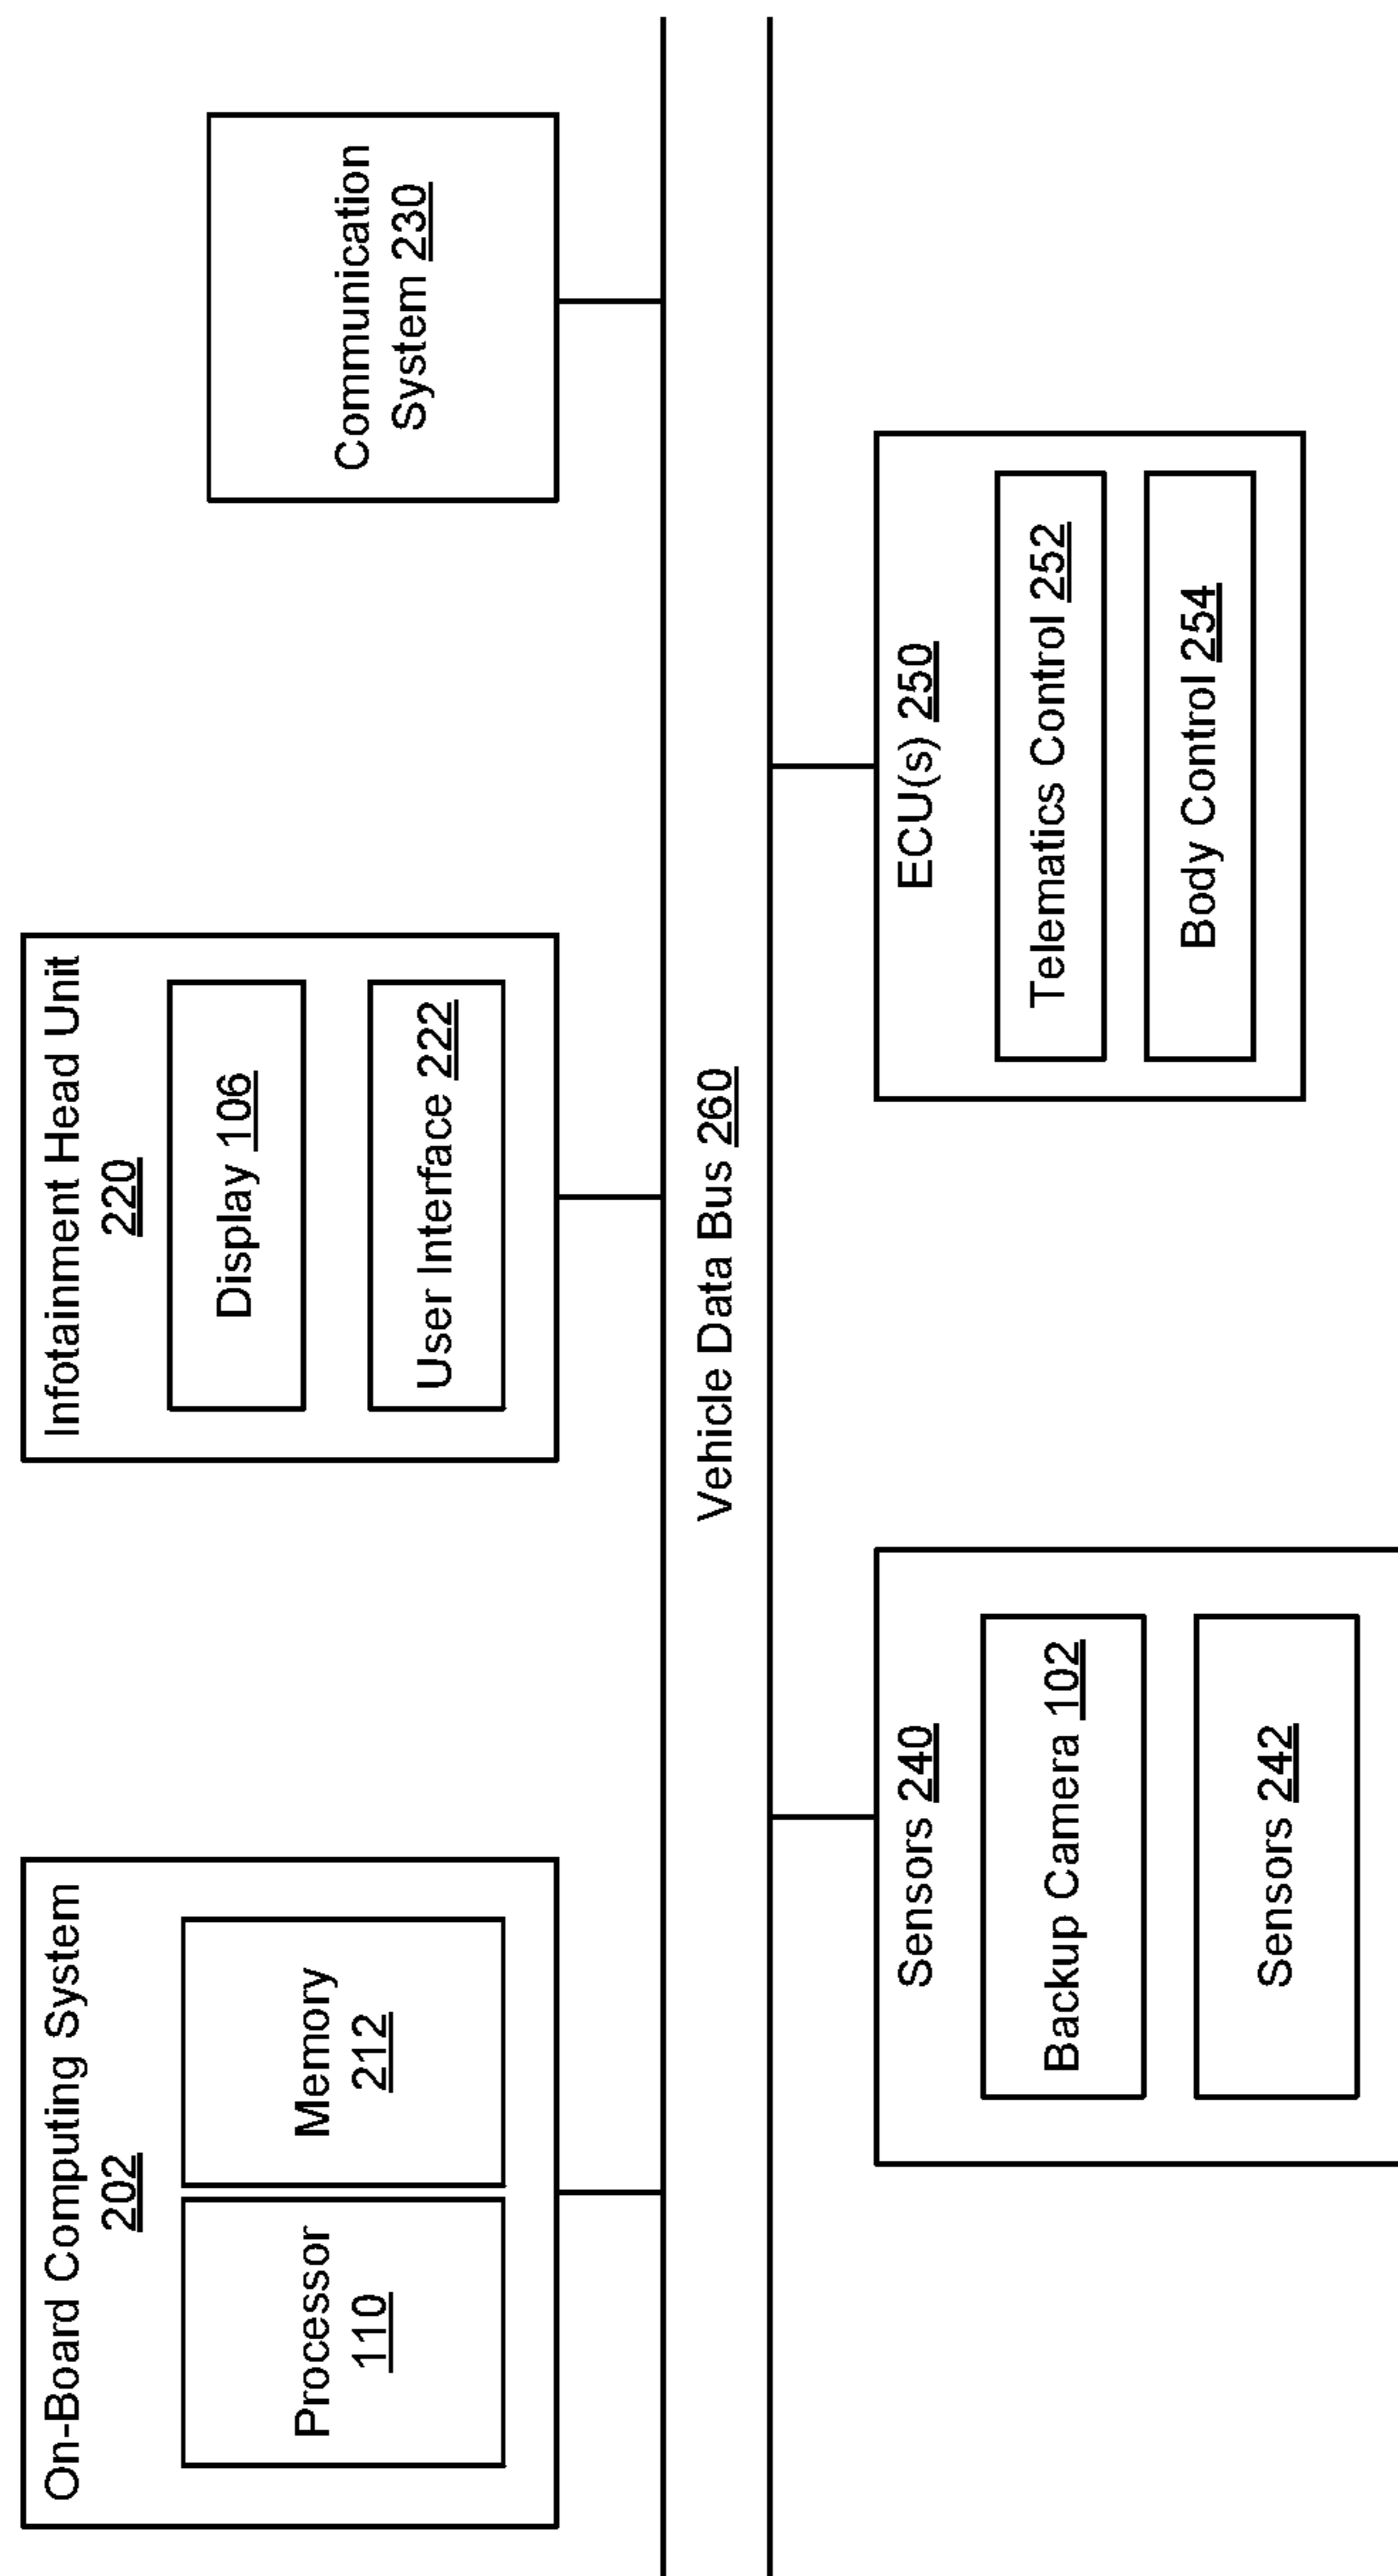 On-Board Computing System
202
Processor
110
Memory
212
Infotainment Head Unit
220
Display 106
User Interface 222
Communication
System 230
Vehicle Data Bus 260
Sensors 240
Backup Camera 102
Sensors 242
ECU(s) 250
Telematics Control 252
Body Control 254